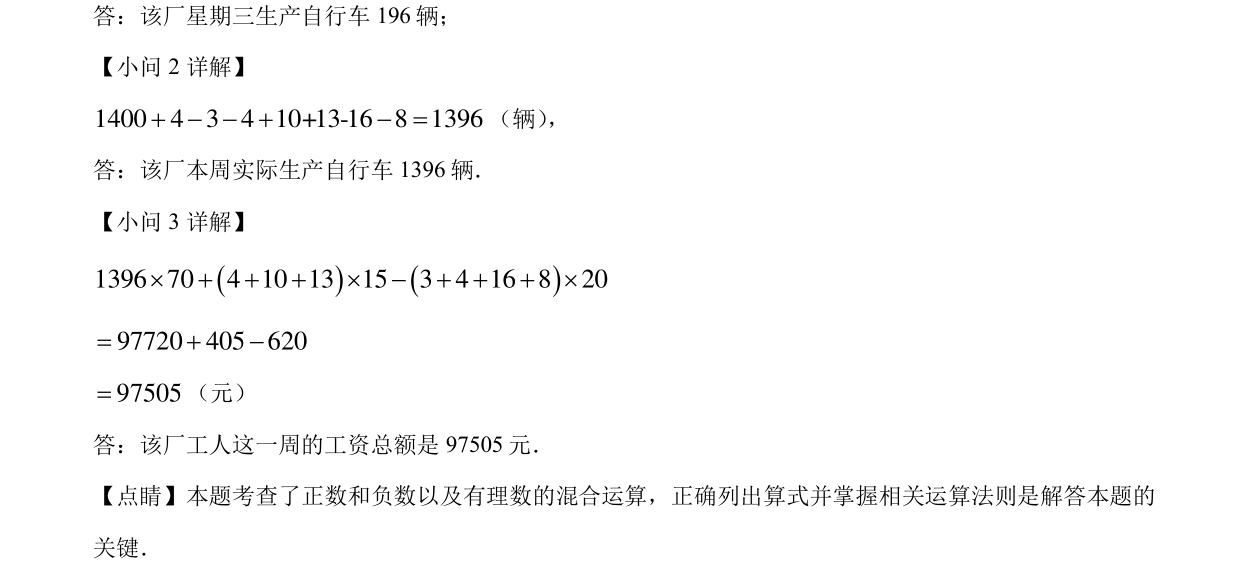 答：该厂星期三生产自行车 196 辆；
【小问 2 详解】
1400+4−3−4+10+13-16−8=1396（辆），
答：该厂本周实际生产自行车 1396 辆．
【小问 3 详解】
1396×70+(4+10+13)×15−(3+4+16+8)×20
=97720+405−620
=97505（元）
答：该厂工人这一周的工资总额是 97505 元．
【点睛】本题考查了正数和负数以及有理数的混合运算，正确列出算式并掌握相关运算法则是解答本题的
关键．